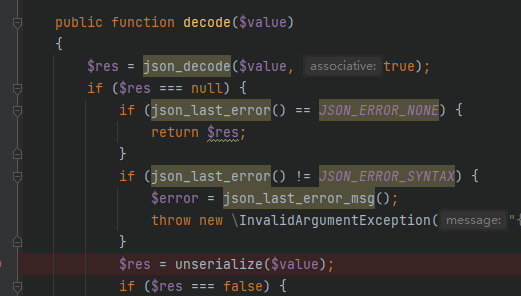 public function decode($value)
{
$res = json_decode($value, associative: true);
if ($res === null) {
if (json_last_error() == JSON_ERROR_NONE) {
return $res;
}
if (json_last_error() != JSON_ERROR_SYNTAX) {
$error = json_last_error_msg();
throw new \InvalidArgumentException( message: "
}
$res = unserialize($value);
if ($res === false) {